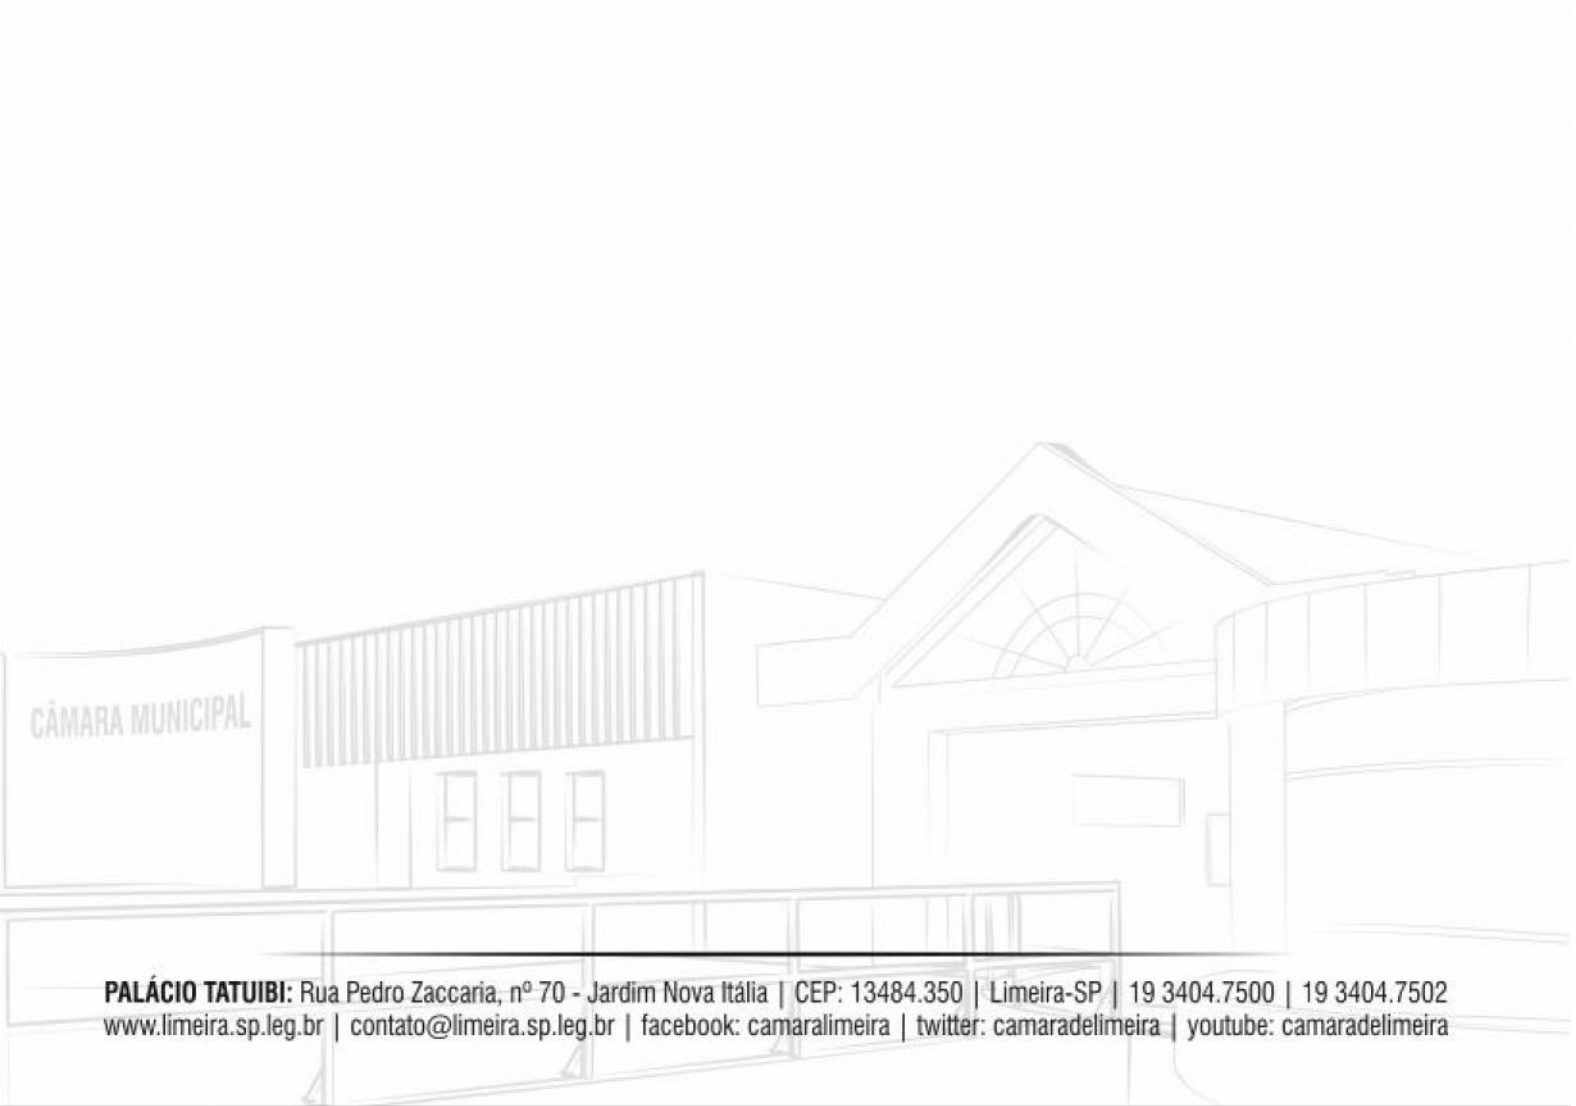 CÂMARA MUNICIPAL
PALÁCIO TATUIBI: Rua Pedro Zaccaria, nº 70 - Jardim Nova Itália | CEP: 13484.350 | Limeira-SP | 19 3404.7500 | 19 3404.7502
www.limeira.sp.leg.br | contato@limeira.sp.leg.br | facebook: camaralimeira | twitter: camaradelimeira | youtube: camaradelimeira